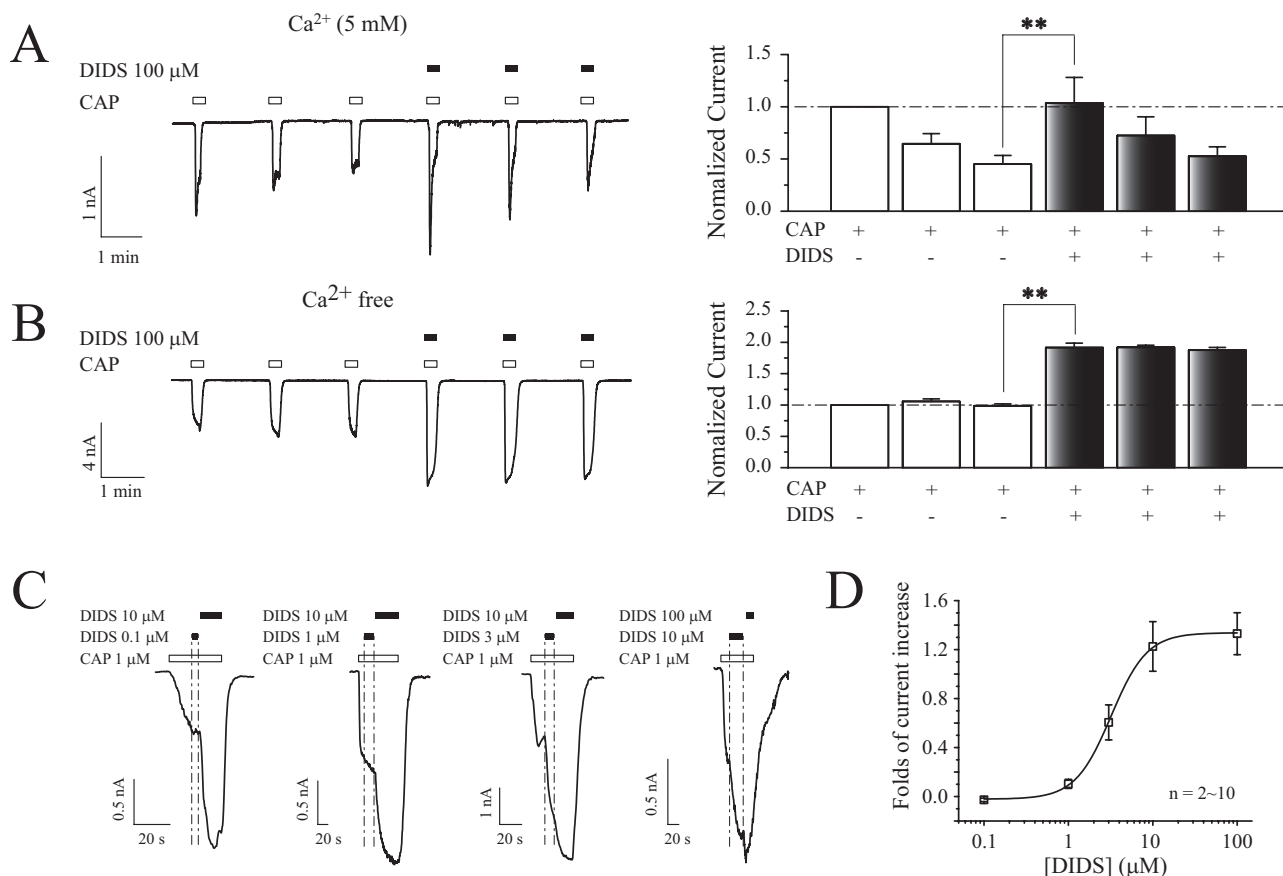 A
Ca²⁺ (5 mM)
DIDS 100 μM
CAP
1 nA
1 min
Nomalized Current
1.5
1.0
0.5
0.0
**
CAP + + + + + +
DIDS - - - + + +
B
Ca²⁺ free
DIDS 100 μM
CAP
4 nA
1 min
Nomalized Current
2.5
2.0
1.5
1.0
0.5
0.0
**
CAP + + + + + +
DIDS - - - + + +
C
DIDS 10 μM
DIDS 0.1 μM
CAP 1 μM
0.5 nA
20 s
DIDS 10 μM
DIDS 1 μM
CAP 1 μM
0.5 nA
20 s
DIDS 10 μM
DIDS 3 μM
CAP 1 μM
1 nA
20 s
DIDS 100 μM
DIDS 10 μM
CAP 1 μM
0.5 nA
20 s
D
Folds of current increase
1.6
1.2
0.8
0.4
0.0
n = 2~10
0.1 1 10 100
[DIDS] (μM)